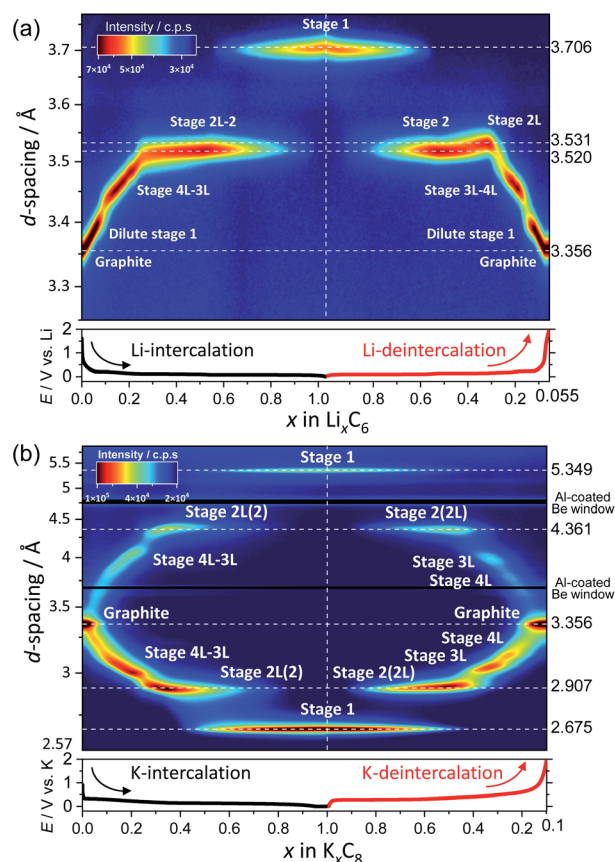 (a)
Intensity / c.p.s
7×10⁴ 5×10⁴ 3×10⁴
Stage 1
3.706
Stage 2L-2
Stage 2
Stage 2L
3.531
3.520
Stage 4L-3L
Stage 3L-4L
Dilute stage 1
Dilute stage 1
Graphite
Graphite
3.356
3.7
3.6
3.5
3.4
3.3
d-spacing / Å
2
1
0
E / V vs. Li
Li-intercalation
Li-deintercalation
0.0 0.2 0.4 0.6 0.8 1.0 0.8 0.6 0.4 0.2
0.055
x in LiₓC₆
(b)
Intensity / c.p.s
1×10⁵ 4×10⁴ 2×10⁴
Stage 1
5.349
Al-coated
Be window
Stage 2L(2)
Stage 2(2L)
4.361
Stage 4L-3L
Stage 3L
Stage 4L
Al-coated
Be window
Graphite
Graphite
3.356
Stage 4L
Stage 4L-3L
Stage 3L
Stage 2L(2)
Stage 2(2L)
2.907
Stage 1
2.675
5.5
5
4.5
4
3.5
3
2.57
d-spacing / Å
2
1
0
E / V vs. K
K-intercalation
K-deintercalation
0.0 0.2 0.4 0.6 0.8 1.0 0.8 0.6 0.4 0.2
0.1
x in KₓC₈